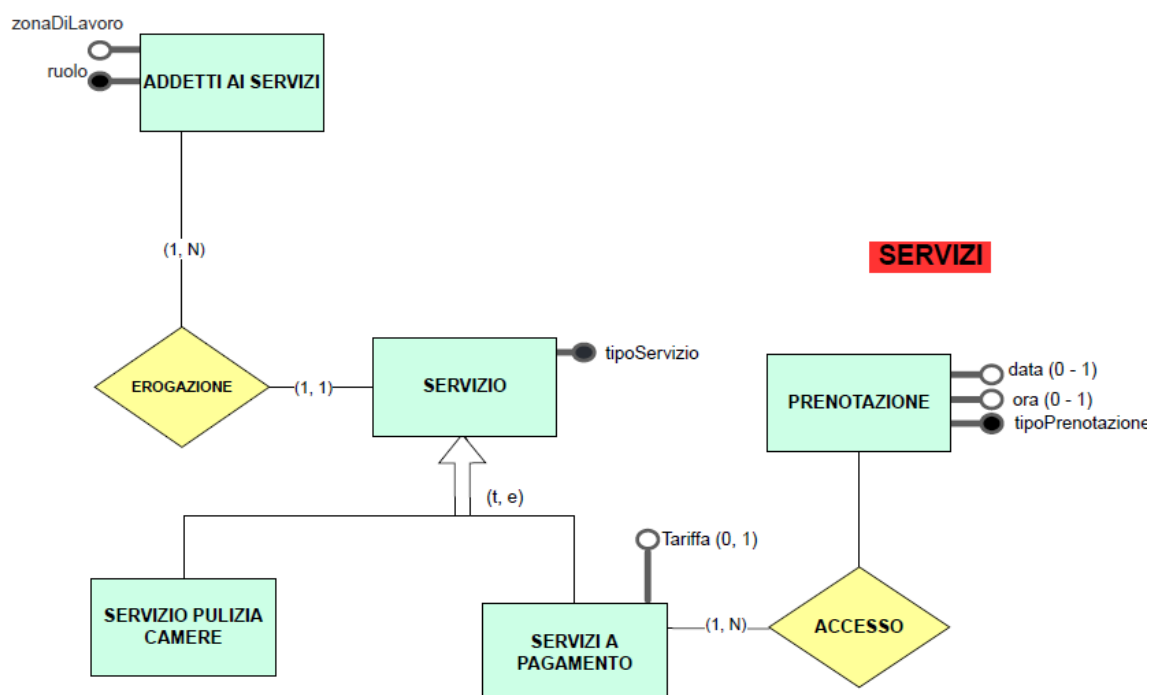 zonaDiLavoro
ruolo
ADDETTI AI SERVIZI
(1, N)
SERVIZI
EROGAZIONE
(1, 1)
SERVIZIO
tipoServizio
PRENOTAZIONE
data (0 - 1)
ora (0 - 1)
tipoPrenotazione
(t, e)
Tariffa (0, 1)
SERVIZIO PULIZIA
CAMERE
SERVIZI A
PAGAMENTO
(1, N)
ACCESSO